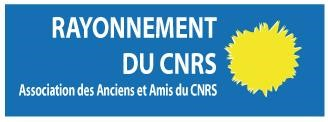 RAYONNEMENT
DU CNRS
Association des Anciens et Amis du CNRS